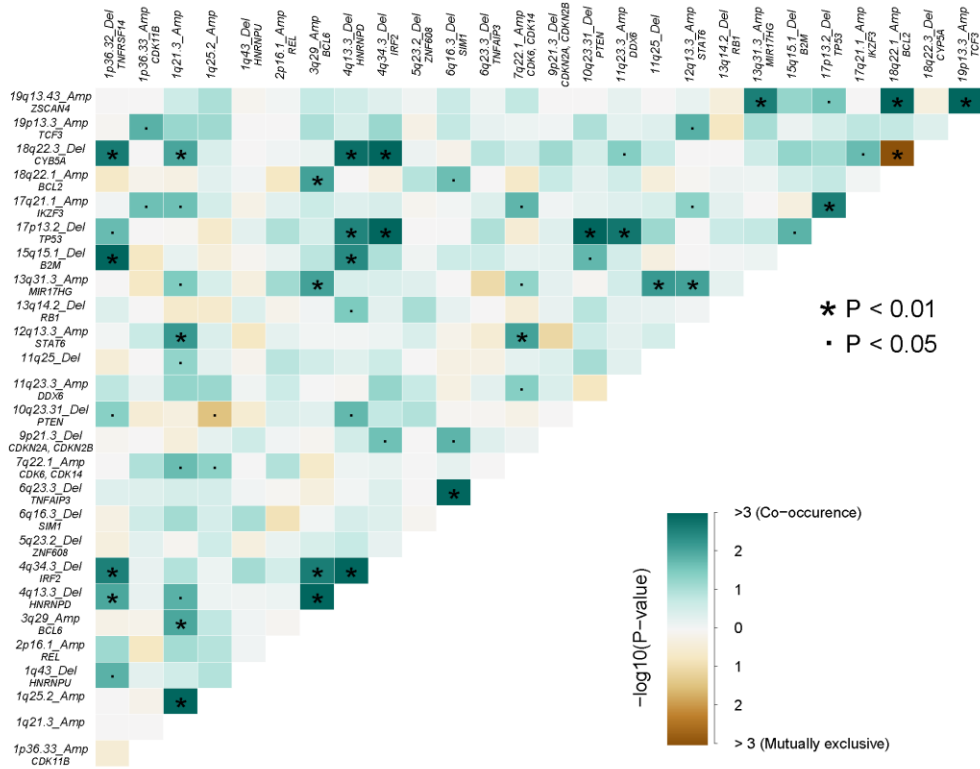 1p36.32_Del
TNFRSF14
1p36.33_Amp
CDK11B
1q21.3_Amp
1q25.2_Amp
1q43_Del
HNRNPU
2p16.1_Amp
REL
3q29_Amp
BCL6
4q13.3_Del
HNRNPD
4q34.3_Del
IRF2
5q23.2_Del
ZNF608
6q16.3_Del
SIM1
6q23.3_Del
TNFAIP3
7q22.1_Amp
CDK6, CDK14
9p21.3_Del
CDKN2A, CDKN2B
10q23.31_Del
PTEN
11q23.3_Amp
DDX6
11q25_Del
12q13.3_Amp
STAT6
13q14.2_Del
RB1
13q31.3_Amp
MIR17HG
15q15.1_Del
B2M
17p13.2_Del
TP53
17q21.1_Amp
IKZF3
18q22.1_Amp
BCL2
18q22.3_Del
CYP5A
19p13.3_Amp
TCF3
19q13.43_Amp
ZSCAN4
19p13.3_Amp
TCF3
18q22.3_Del
CYB5A
18q22.1_Amp
BCL2
17q21.1_Amp
IKZF3
17p13.2_Del
TP53
15q15.1_Del
B2M
13q31.3_Amp
MIR17HG
13q14.2_Del
RB1
12q13.3_Amp
STAT6
11q25_Del
11q23.3_Amp
DDX6
10q23.31_Del
PTEN
9p21.3_Del
CDKN2A, CDKN2B
7q22.1_Amp
CDK6, CDK14
6q23.3_Del
TNFAIP3
6q16.3_Del
SIM1
5q23.2_Del
ZNF608
4q34.3_Del
IRF2
4q13.3_Del
HNRNPD
3q29_Amp
BCL6
2p16.1_Amp
REL
1q43_Del
HNRNPU
1q25.2_Amp
1q21.3_Amp
1p36.33_Amp
CDK11B
* P < 0.01
· P < 0.05
−log10(P−value)
>3 (Co−occurence)
2
1
0
1
2
> 3 (Mutually exclusive)